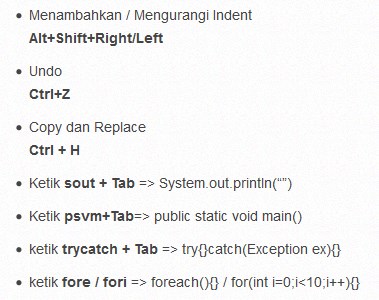 Menambahkan / Mengurangi Indent
Alt+Shift+Right/Left
Undo
Ctrl+Z
Copy dan Replace
Ctrl + H
Ketik sout + Tab => System.out.println(“”)
Ketik psvm+Tab=> public static void main()
ketik trycatch + Tab => try{}catch(Exception ex){}
ketik fore / fori => foreach(){} / for(int i=0;i<10;i++){}